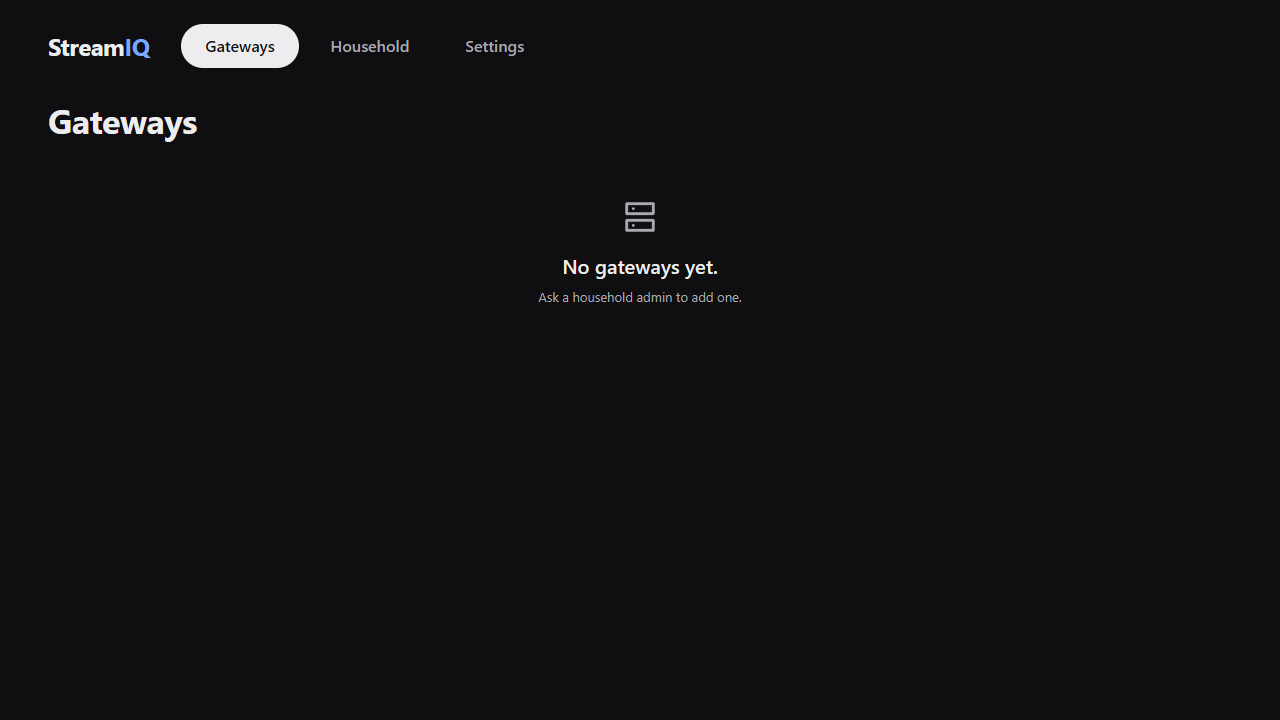 StreamIQ
Gateways
Household
Settings
Gateways
No gateways yet.
Ask a household admin to add one.